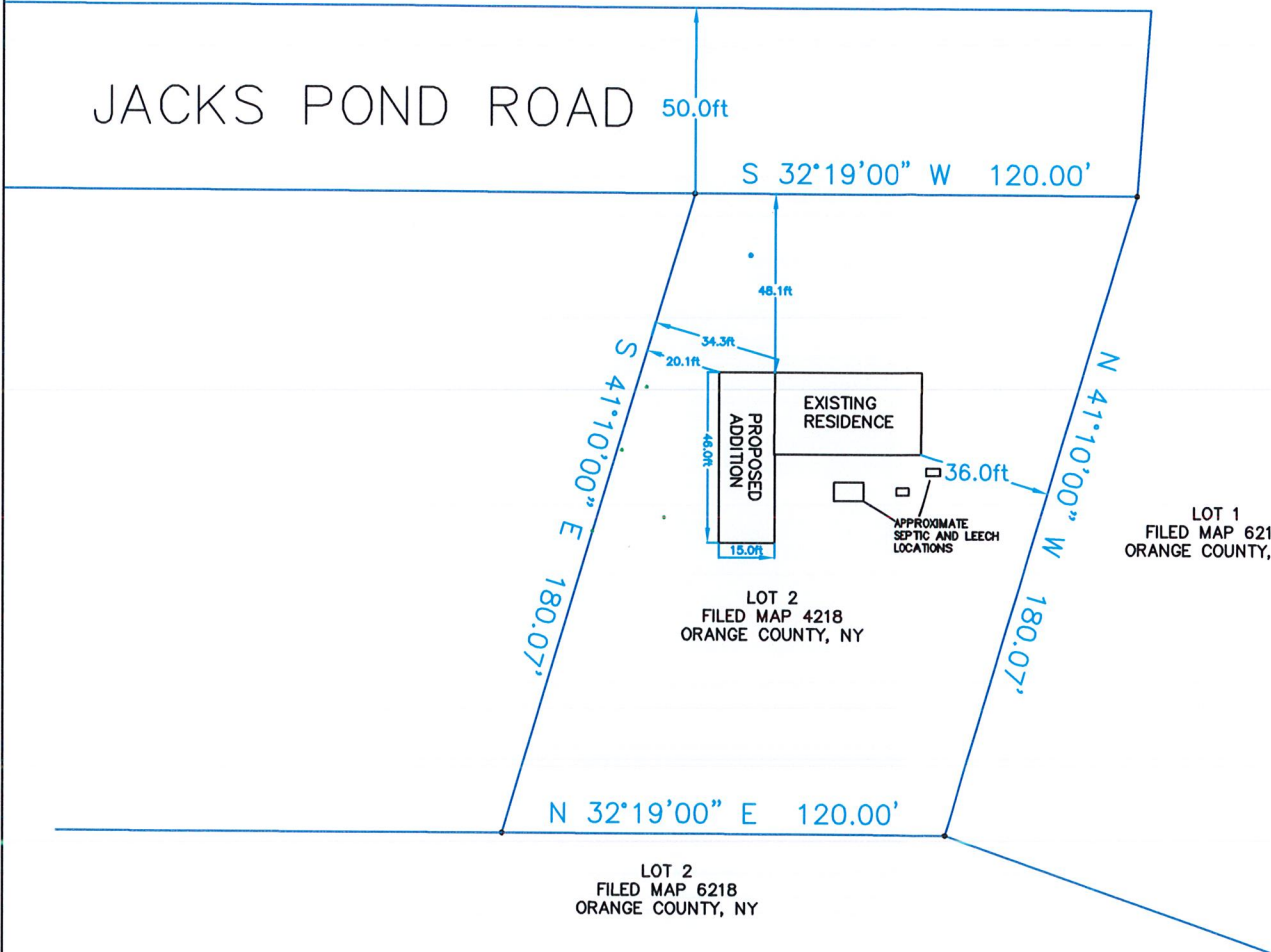 JACKS POND ROAD
50.0ft
S 32°19'00" W 120.00'
48.1ft
34.3ft
20.1ft
S 41°10'00" E 180.07'
46.0ft
PROPOSED
ADDITION
15.0ft
EXISTING
RESIDENCE
36.0ft
APPROXIMATE
SEPTIC AND LEECH
LOCATIONS
N 41°10'00" W 180.07'
LOT 1
FILED MAP 621
ORANGE COUNTY,
LOT 2
FILED MAP 4218
ORANGE COUNTY, NY
N 32°19'00" E 120.00'
LOT 2
FILED MAP 6218
ORANGE COUNTY, NY